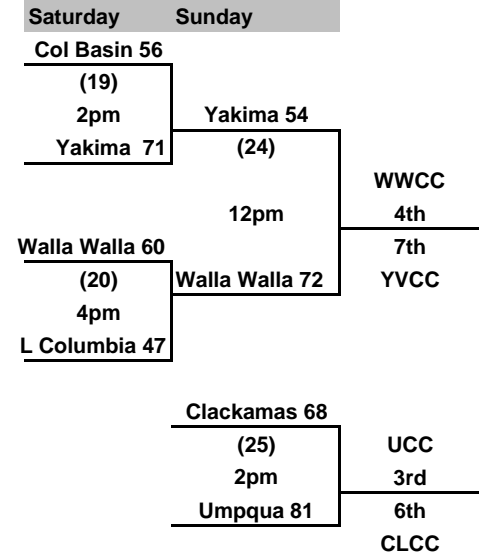 Saturday Sunday
Col Basin 56
(19)
2pm Yakima 54
Yakima 71 (24)
WWCC
12pm 4th
Walla Walla 60 7th
(20) Walla Walla 72 YVCC
4pm
L Columbia 47
Clackamas 68
(25) UCC
2pm 3rd
Umpqua 81 6th
CLCC